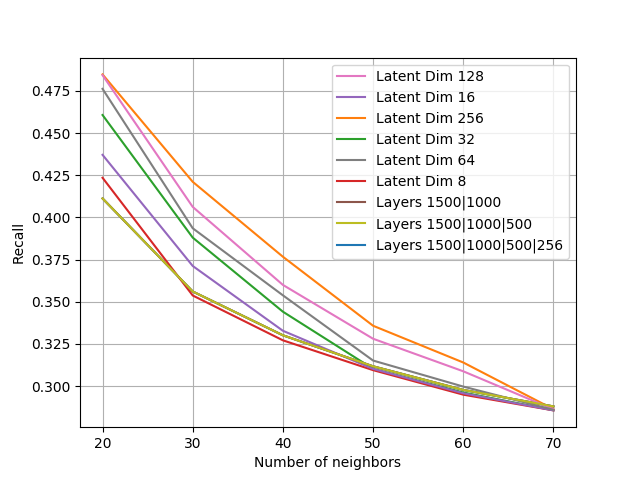 0.475
0.450
0.425
0.400
0.375
0.350
0.325
0.300
Recall
Latent Dim 128
Latent Dim 16
Latent Dim 256
Latent Dim 32
Latent Dim 64
Latent Dim 8
Layers 1500|1000
Layers 1500|1000|500
Layers 1500|1000|500|256
20 30 40 50 60 70
Number of neighbors